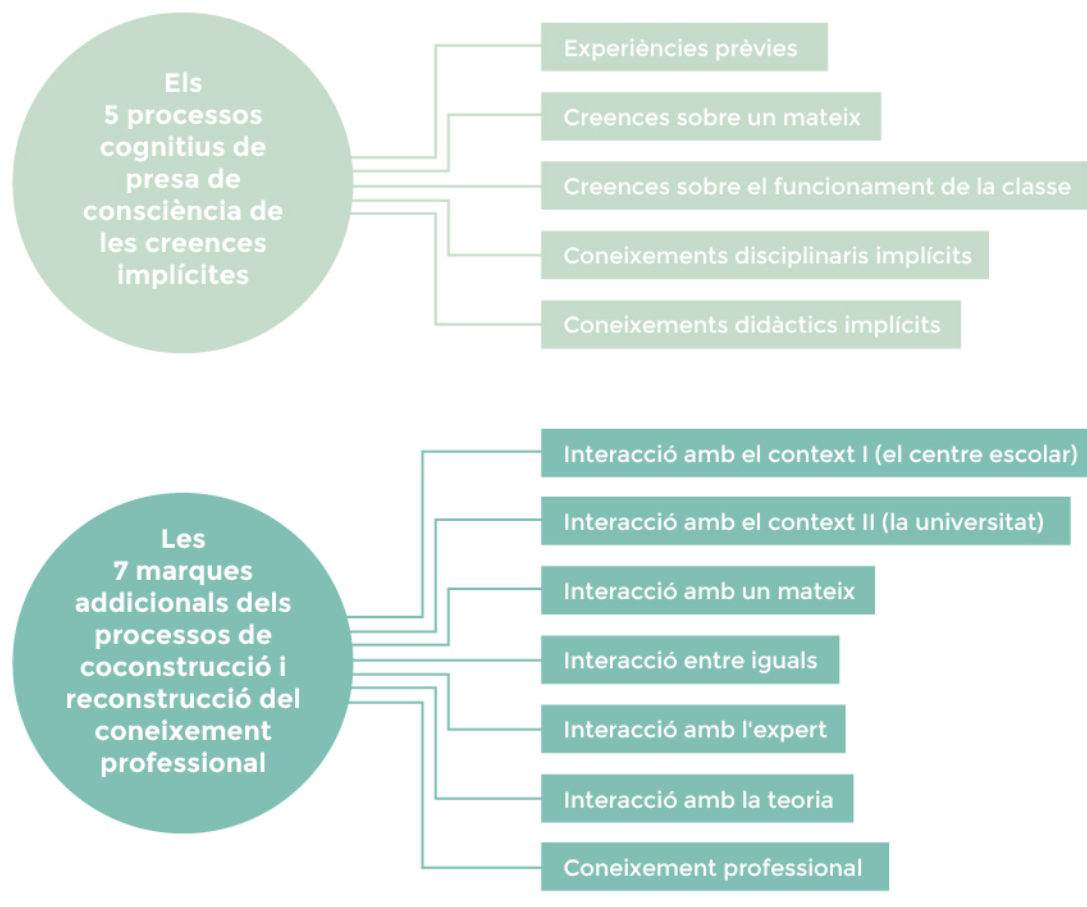 Els
5 processos
cognitius de
presa de
consciència de
les creences
implícites
Experiències prèvies
Creences sobre un mateix
Creences sobre el funcionament de la classe
Coneixements disciplinaris implícits
Coneixements didàctics implícits
Les
7 marques
addicionals dels
processos de
coconstrucció i
reconstrucció del
coneixement
professional
Interacció amb el context I (el centre escolar)
Interacció amb el context II (la universitat)
Interacció amb un mateix
Interacció entre iguals
Interacció amb l'expert
Interacció amb la teoria
Coneixement professional